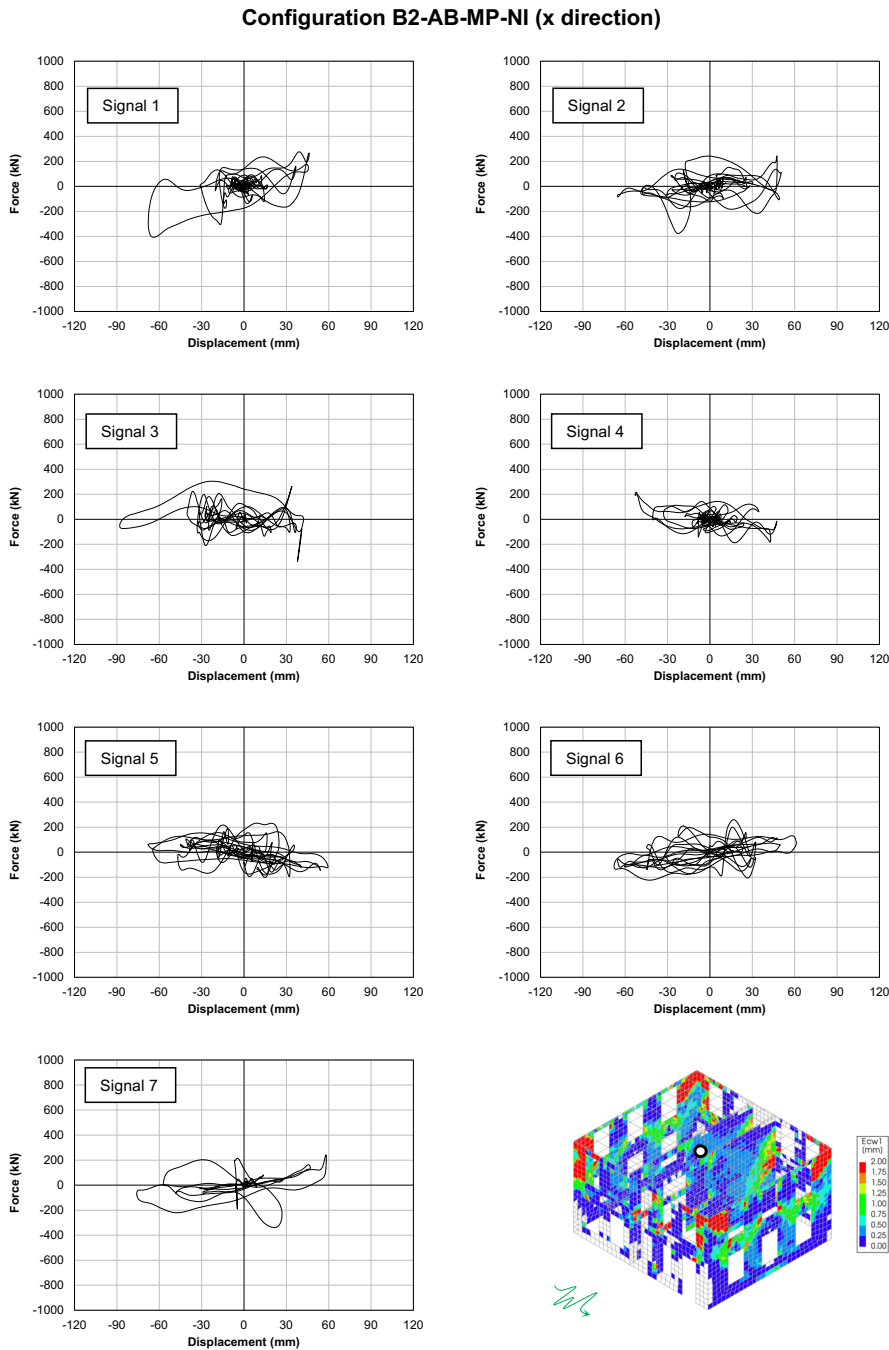 Configuration B2-AB-MP-NI (x direction)
Signal 1
Force (kN)
1000
800
600
400
200
0
-200
-400
-600
-800
-1000
-120 -90 -60 -30 0 30 60 90 120
Displacement (mm)
Signal 2
Force (kN)
1000
800
600
400
200
0
-200
-400
-600
-800
-1000
-120 -90 -60 -30 0 30 60 90 120
Displacement (mm)
Signal 3
Force (kN)
1000
800
600
400
200
0
-200
-400
-600
-800
-1000
-120 -90 -60 -30 0 30 60 90 120
Displacement (mm)
Signal 4
Force (kN)
1000
800
600
400
200
0
-200
-400
-600
-800
-1000
-120 -90 -60 -30 0 30 60 90 120
Displacement (mm)
Signal 5
Force (kN)
1000
800
600
400
200
0
-200
-400
-600
-800
-1000
-120 -90 -60 -30 0 30 60 90 120
Displacement (mm)
Signal 6
Force (kN)
1000
800
600
400
200
0
-200
-400
-600
-800
-1000
-120 -90 -60 -30 0 30 60 90 120
Displacement (mm)
Signal 7
Force (kN)
1000
800
600
400
200
0
-200
-400
-600
-800
-1000
-120 -90 -60 -30 0 30 60 90 120
Displacement (mm)
Ecw1
(mm)
2.00
1.75
1.50
1.25
1.00
0.75
0.50
0.25
0.00